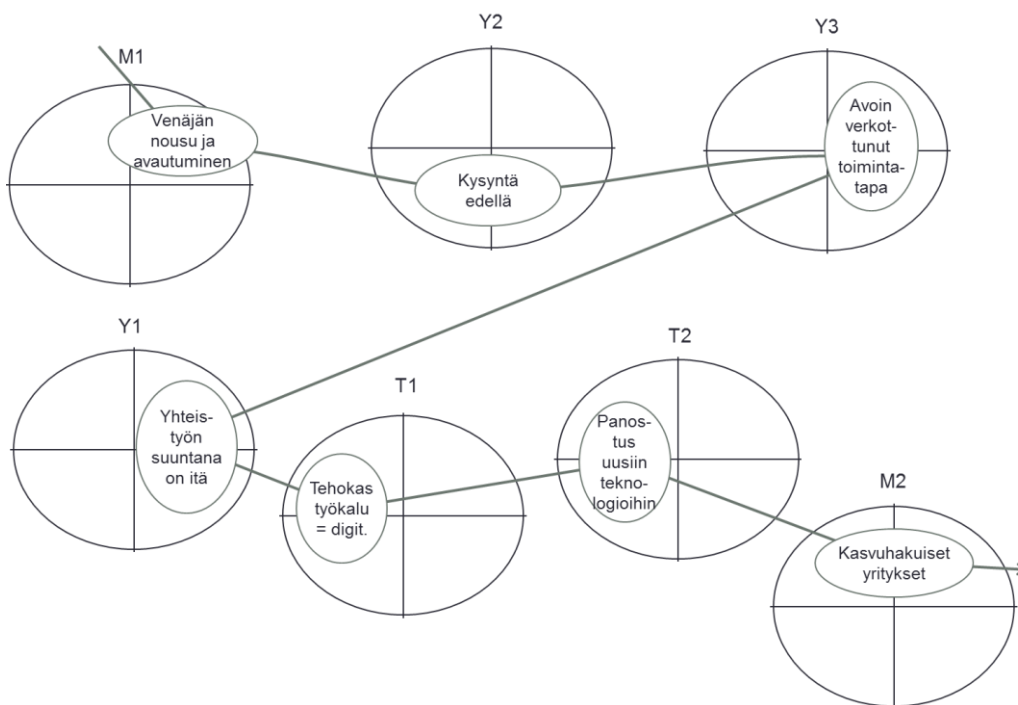 M1
Venäjän
nousu ja
avautuminen
Y2
Kysyntä
edellä
Y3
Avoin
verkot-
tunut
toiminta-
tapa
Y1
Yhteis-
työn
suuntana
on itä
T1
Tehokas
työkalu
= digit.
T2
Panos-
tus
uusiin
tekno-
logioihin
M2
Kasvuhakuiset
yritykset